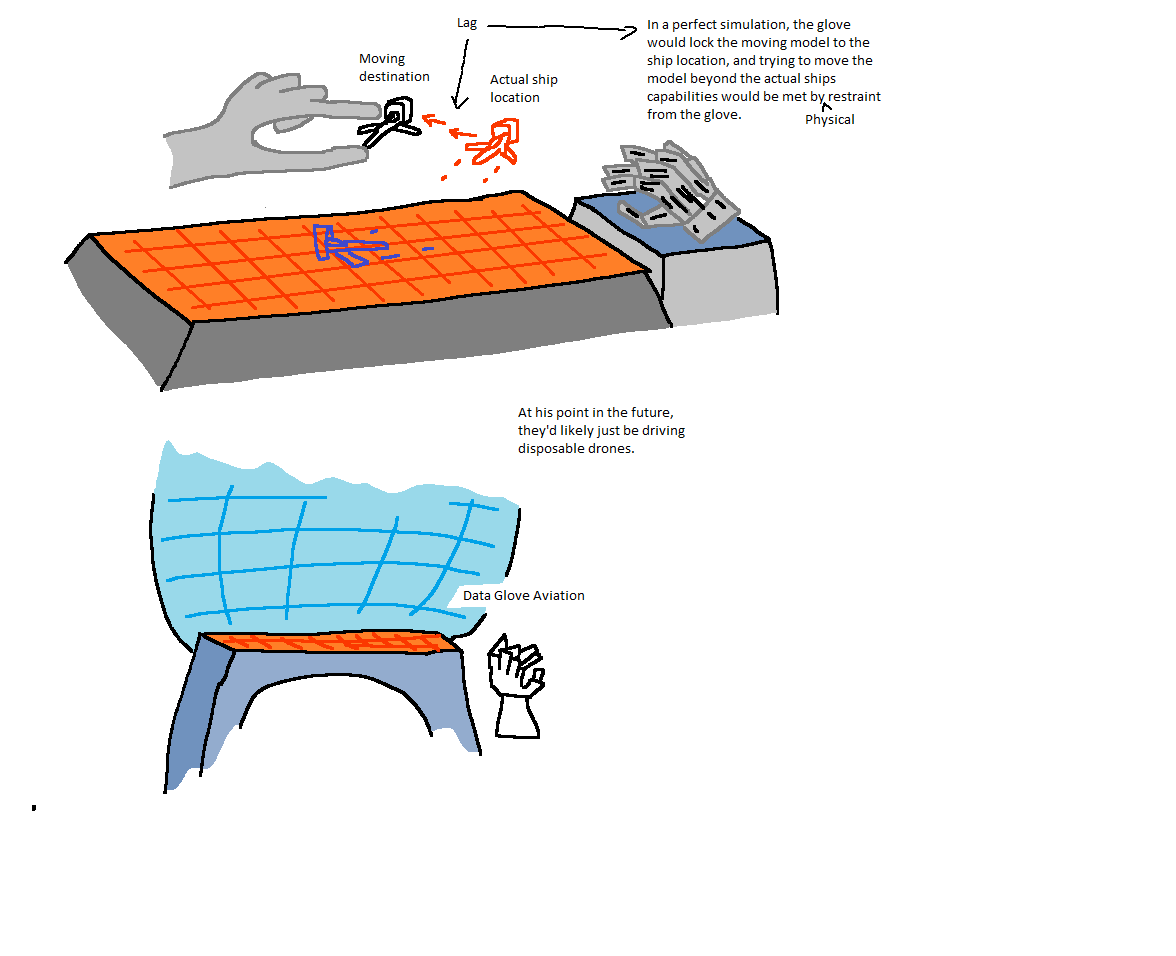 Lag
In a perfect simulation, the glove
would lock the moving model to the
ship location, and trying to move the
model beyond the actual ships
capabilities would be met by restraint
from the glove.
Physical
Moving
destination
Actual ship
location
At his point in the future,
they'd likely just be driving
disposable drones.
Data Glove Aviation